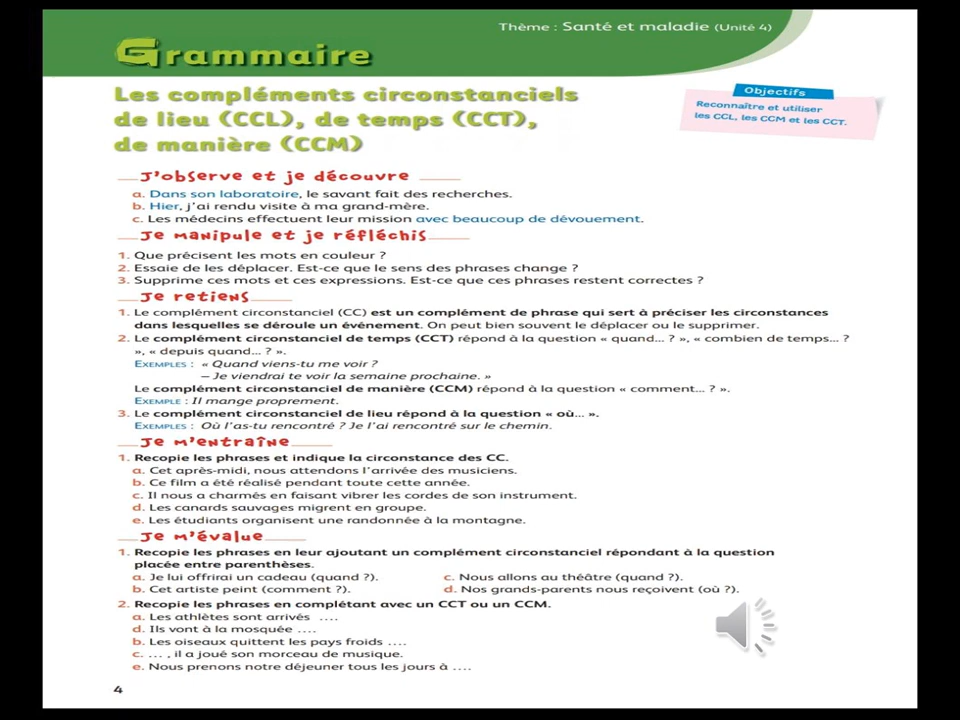 Thème : Santé et maladie (Unité 4)
Grammaire
Les compléments circonstanciels
de lieu (CCL), de temps (CCT),
de manière (CCM)
Objectifs
Reconnaître et utiliser
les CCL, les CCM et les CCT.
J'observe et je découvre
a. Dans son laboratoire, le savant fait des recherches.
b. Hier, j'ai rendu visite à ma grand-mère.
c. Les médecins effectuent leur mission avec beaucoup de dévouement.
Je manipule et je réfléchis
1. Que précisent les mots en couleur ?
2. Essaie de les déplacer. Est-ce que le sens des phrases change ?
3. Supprime ces mots et ces expressions. Est-ce que ces phrases restent correctes ?
Je retiens
1. Le complément circonstanciel (CC) est un complément de phrase qui sert à préciser les circonstances
dans lesquelles se déroule un événement. On peut bien souvent le déplacer ou le supprimer.
2. Le complément circonstanciel de temps (CCT) répond à la question « quand... ? », « combien de temps... ?
», « depuis quand... ? ».
EXEMPLES : « Quand viens-tu me voir ?
– Je viendrai te voir la semaine prochaine. »
Le complément circonstanciel de manière (CCM) répond à la question « comment... ? ».
EXEMPLE : Il mange proprement.
3. Le complément circonstanciel de lieu répond à la question « où... ».
EXEMPLES : Où l'as-tu rencontré ? Je l'ai rencontré sur le chemin.
Je m'entraîne
1. Recopie les phrases et indique la circonstance des CC.
a. Cet après-midi, nous attendons l'arrivée des musiciens.
b. Ce film a été réalisé pendant toute cette année.
c. Il nous a charmés en faisant vibrer les cordes de son instrument.
d. Les canards sauvages migrent en groupe.
e. Les étudiants organisent une randonnée à la montagne.
Je m'évalue
1. Recopie les phrases en leur ajoutant un complément circonstanciel répondant à la question
placée entre parenthèses.
a. Je lui offrirai un cadeau (quand ?). c. Nous allons au théâtre (quand ?).
b. Cet artiste peint (comment ?). d. Nos grands-parents nous reçoivent (où ?).
2. Recopie les phrases en complétant avec un CCT ou un CCM.
a. Les athlètes sont arrivés ....
d. Ils vont à la mosquée ....
b. Les oiseaux quittent les pays froids ....
c. ... , il a joué son morceau de musique.
e. Nous prenons notre déjeuner tous les jours à ....
4